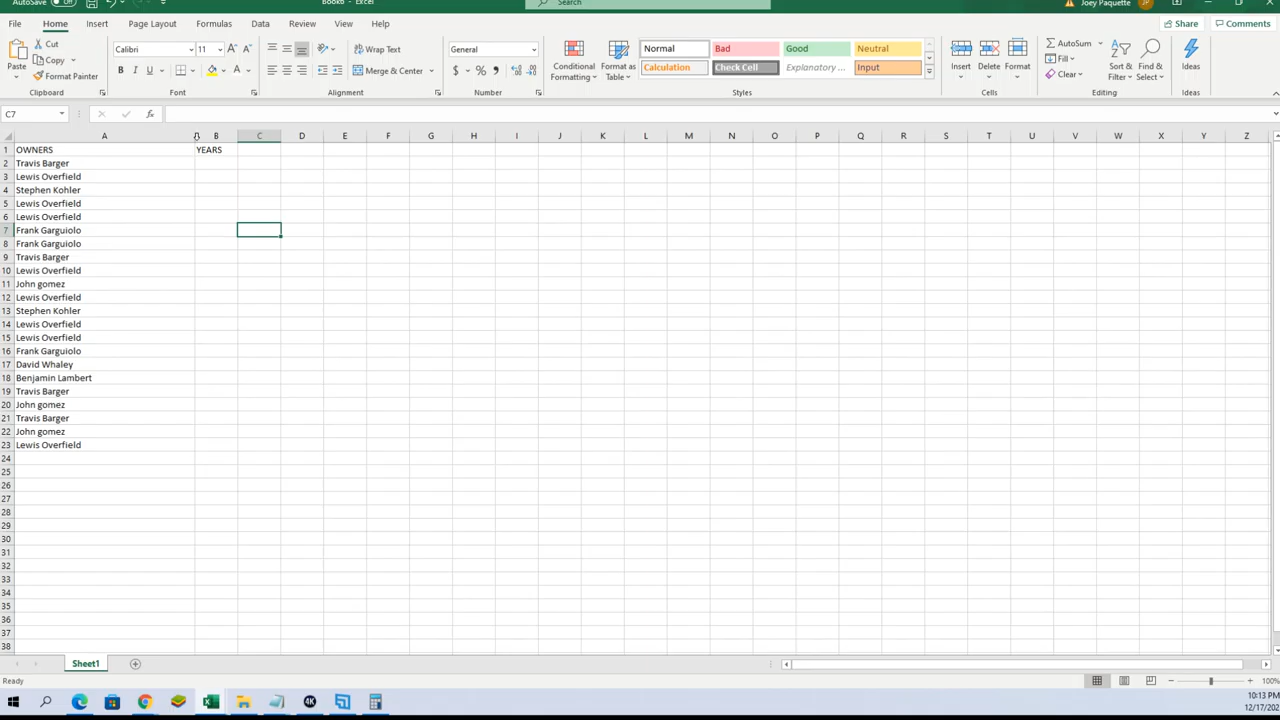 AutoSave Off Book6 - Excel Search Joey Paquette JP
File Home Insert Page Layout Formulas Data Review View Help Share Comments
Paste Cut Copy Format Painter Clipboard
Calibri 11 A A B I U A Font
Wrap Text Merge & Center Alignment
General $ % Number
Conditional Formatting Format as Table
Normal Bad Good Neutral
Calculation Check Cell Explanatory ... Input
Styles
Insert Delete Format Cells
AutoSum Fill Clear Sort & Filter Find & Select Editing
Ideas Ideas
C7 fx
A B C D E F G H I J K L M N O P Q R S T U V W X Y Z
1 OWNERS YEARS
2 Travis Barger
3 Lewis Overfield
4 Stephen Kohler
5 Lewis Overfield
6 Lewis Overfield
7 Frank Garguiolo
8 Frank Garguiolo
9 Travis Barger
10 Lewis Overfield
11 John gomez
12 Lewis Overfield
13 Stephen Kohler
14 Lewis Overfield
15 Lewis Overfield
16 Frank Garguiolo
17 David Whaley
18 Benjamin Lambert
19 Travis Barger
20 John gomez
21 Travis Barger
22 John gomez
23 Lewis Overfield
24
25
26
27
28
29
30
31
32
33
34
35
36
37
38
Sheet1
Ready 100%
4K
10:13 PM
12/17/202